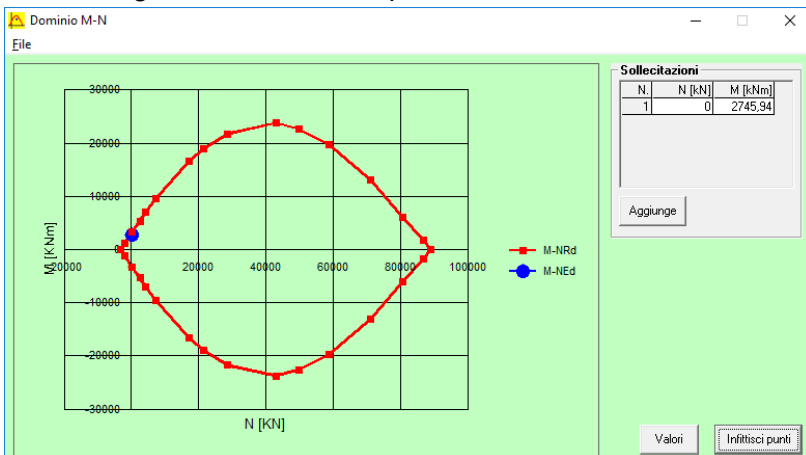 Dominio M-N
File
30000
20000
10000
0
-20000
20000
40000
60000
80000
100000
-10000
-20000
-30000
M [KNm]
N [KN]
M-NRd
M-NEd
Sollecitazioni
N. N [kN] M [kNm]
1 0 2745,94
Aggiunge
Valori
Infittisci punti